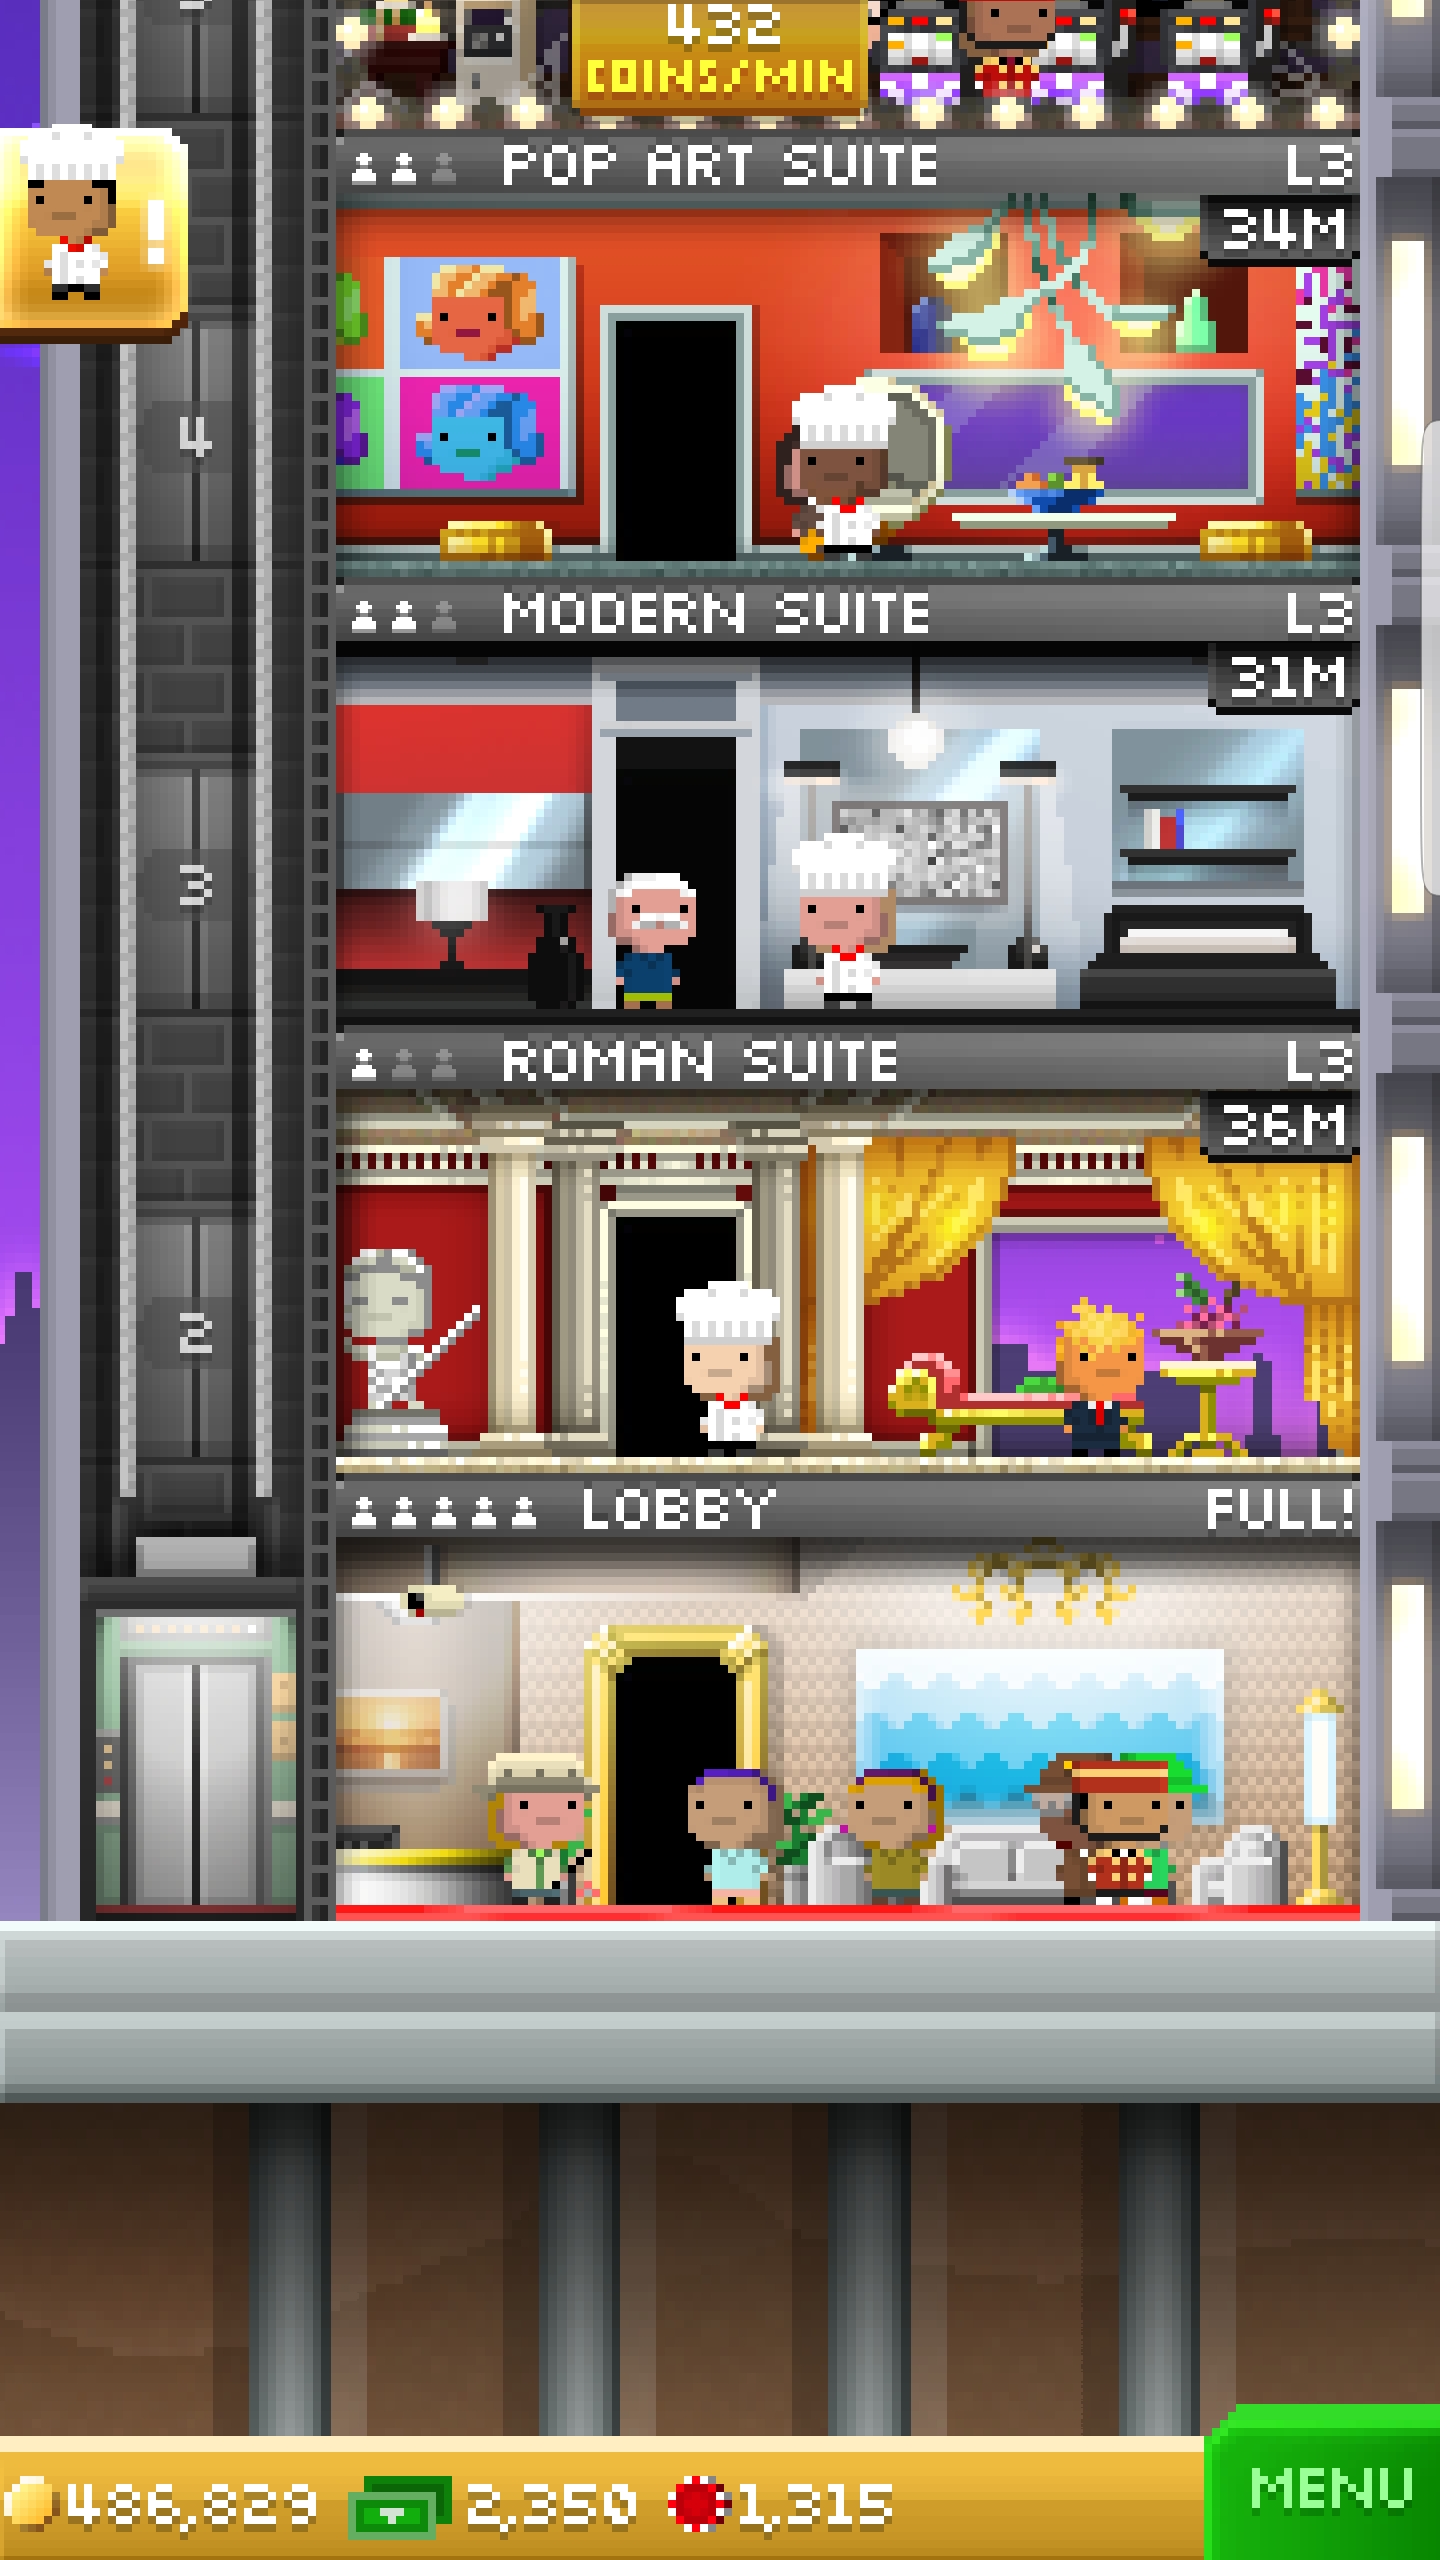 432
COINS/MIN
!
POP ART SUITE L3
34M
4
MODERN SUITE L3
31M
3
ROMAN SUITE L3
36M
2
LOBBY FULL!
486,829 2,350 1,315
MENU